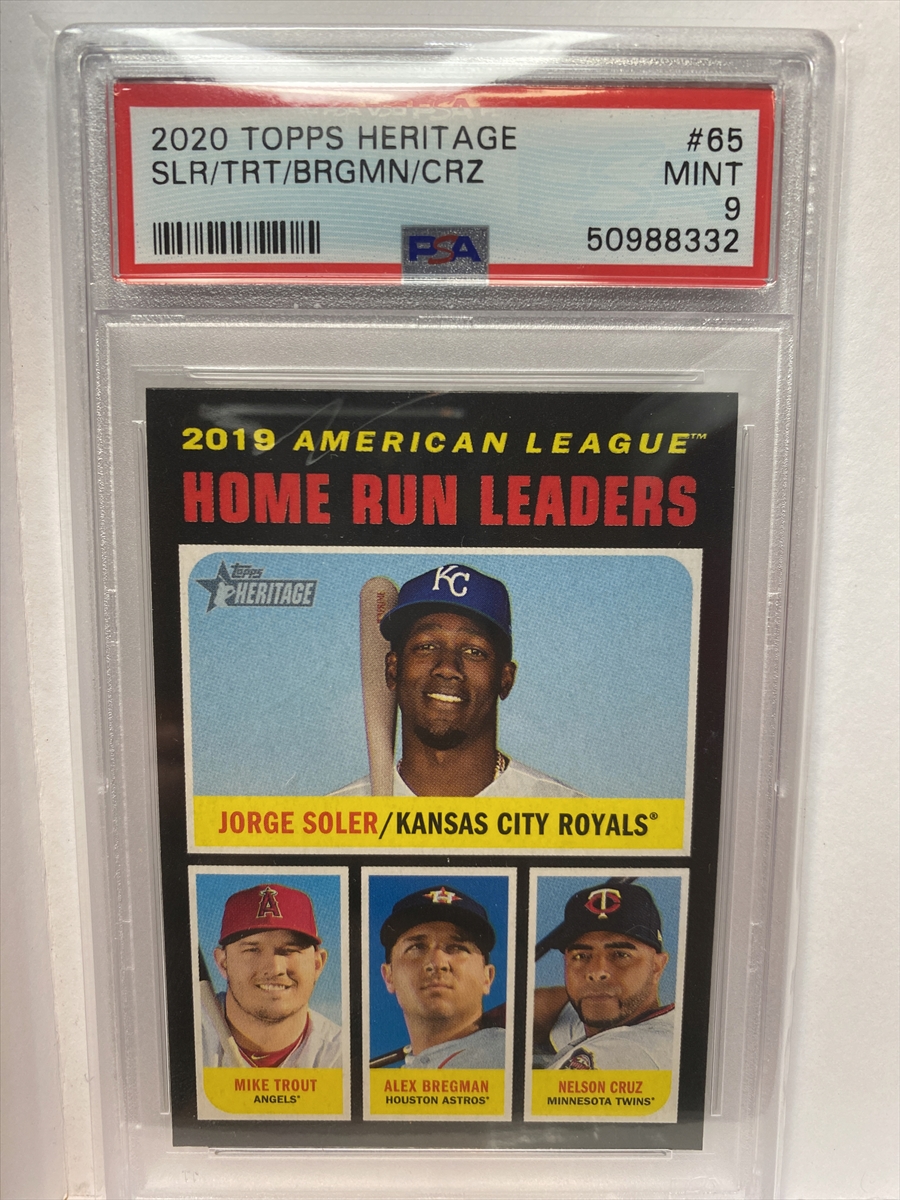 2020 TOPPS HERITAGE #65
SLR/TRT/BRGMN/CRZ MINT
9
50988332
PSA
2019 AMERICAN LEAGUE™
HOME RUN LEADERS
Topps
HERITAGE
KC
JORGE SOLER/KANSAS CITY ROYALS®
A
H
TC
MIKE TROUT
ANGELS®
ALEX BREGMAN
HOUSTON ASTROS®
NELSON CRUZ
MINNESOTA TWINS®